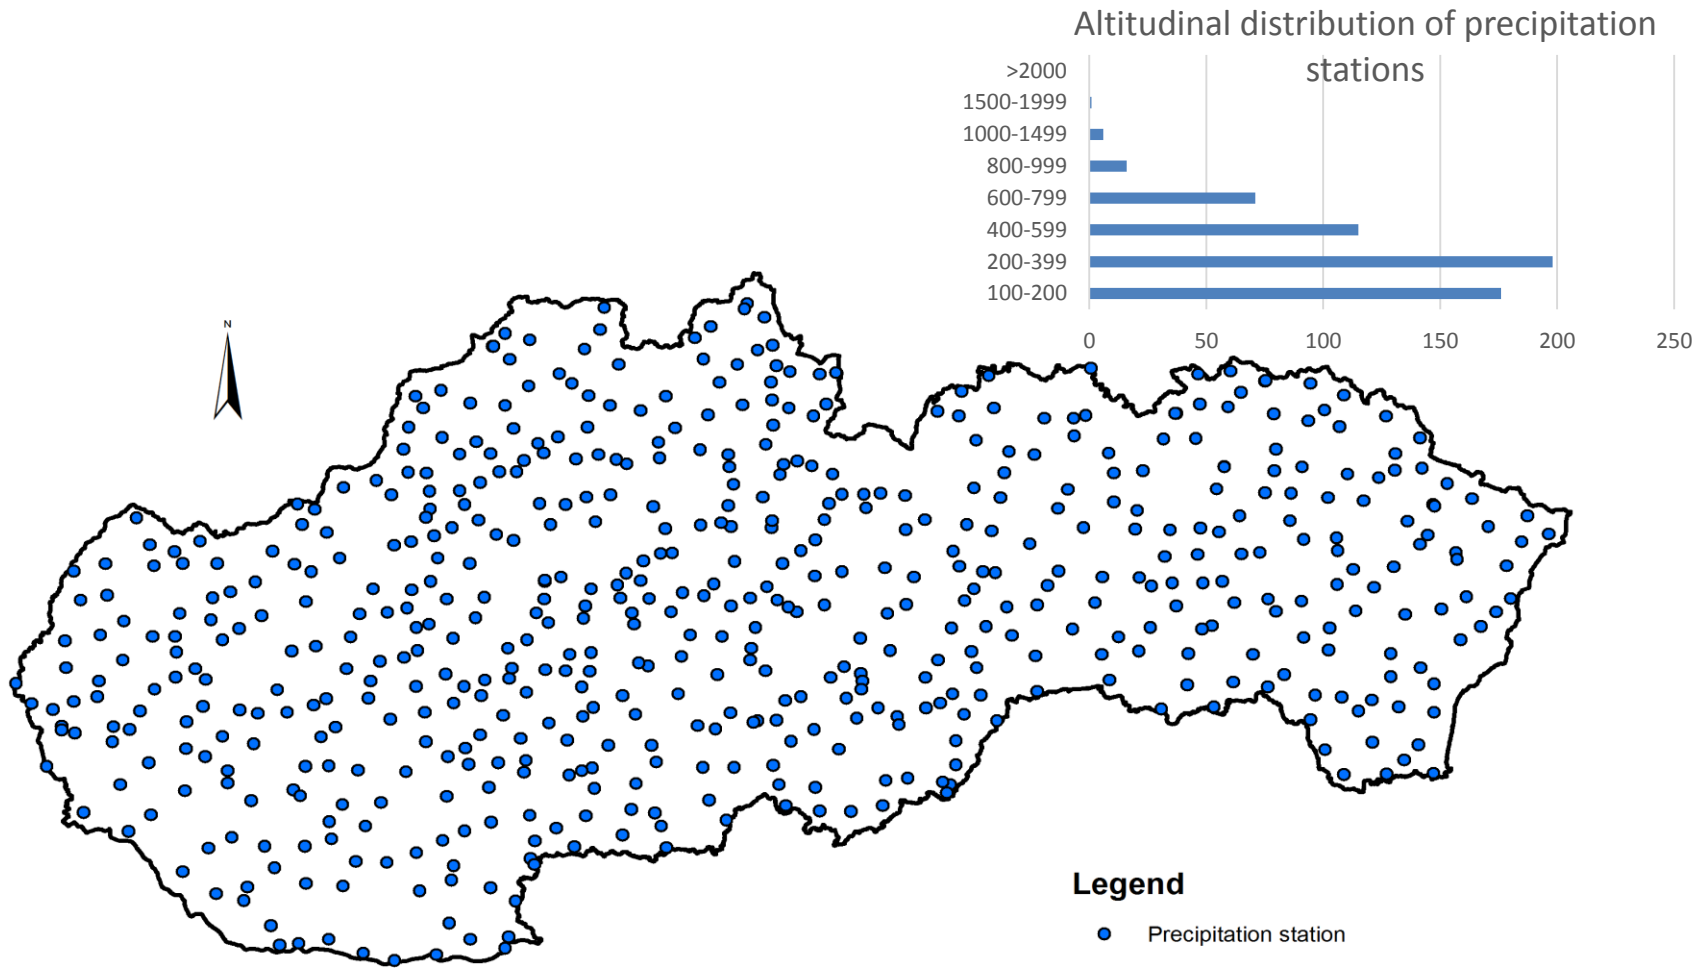 Altitudinal distribution of precipitation
stations
>2000
1500-1999
1000-1499
800-999
600-799
400-599
200-399
100-200
0 50 100 150 200 250
N
Legend
Precipitation station